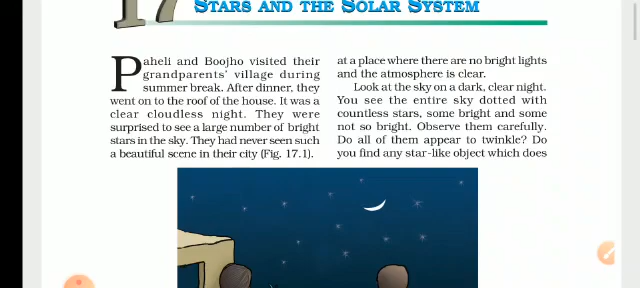 17
STARS AND THE SOLAR SYSTEM
Paheli and Boojho visited their
grandparents' village during
summer break. After dinner, they
went on to the roof of the house. It was a
clear cloudless night. They were
surprised to see a large number of bright
stars in the sky. They had never seen such
a beautiful scene in their city (Fig. 17.1).
at a place where there are no bright lights
and the atmosphere is clear.
Look at the sky on a dark, clear night.
You see the entire sky dotted with
countless stars, some bright and some
not so bright. Observe them carefully.
Do all of them appear to twinkle? Do
you find any star-like object which does